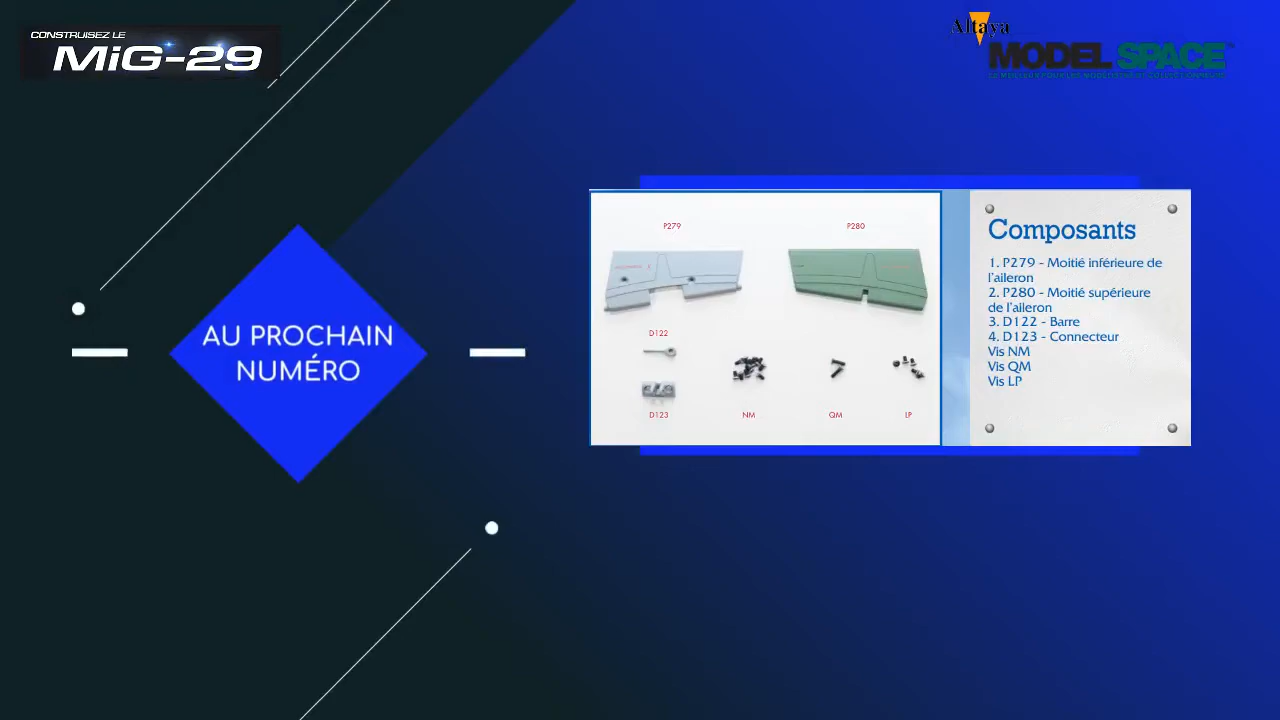 CONSTRUISEZ LE
MiG-29
Altaya
MODEL SPACE
AU PROCHAIN
NUMÉRO
P279
P280
D122
D123
NM
QM
LP
Composants
1. P279 - Moitié inférieure de
l'aileron
2. P280 - Moitié supérieure
de l'aileron
3. D122 - Barre
4. D123 - Connecteur
Vis NM
Vis QM
Vis LP